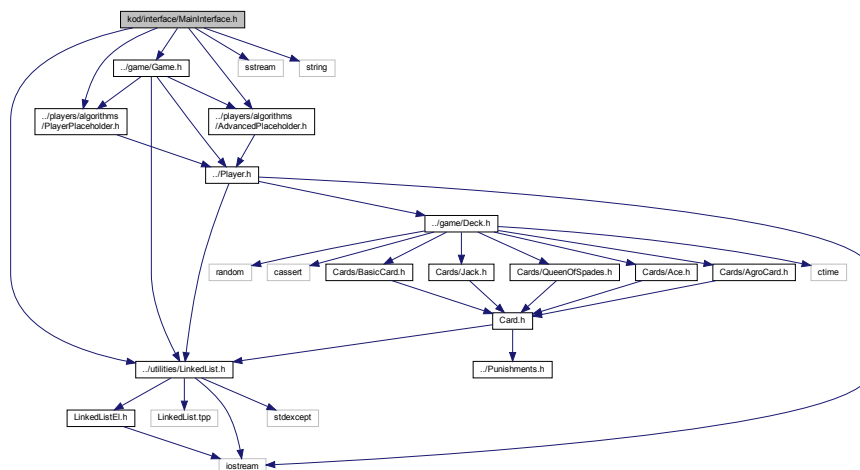 kod/interface/MainInterface.h
../game/Game.h
sstream
string
../players/algorithms
/PlayerPlaceholder.h
../players/algorithms
/AdvancedPlaceholder.h
../Player.h
../game/Deck.h
random
cassert
Cards/BasicCard.h
Cards/Jack.h
Cards/QueenOfSpades.h
Cards/Ace.h
Cards/AgroCard.h
ctime
Card.h
../utilities/LinkedList.h
../Punishments.h
LinkedListEl.h
LinkedList.tpp
stdexcept
iostream